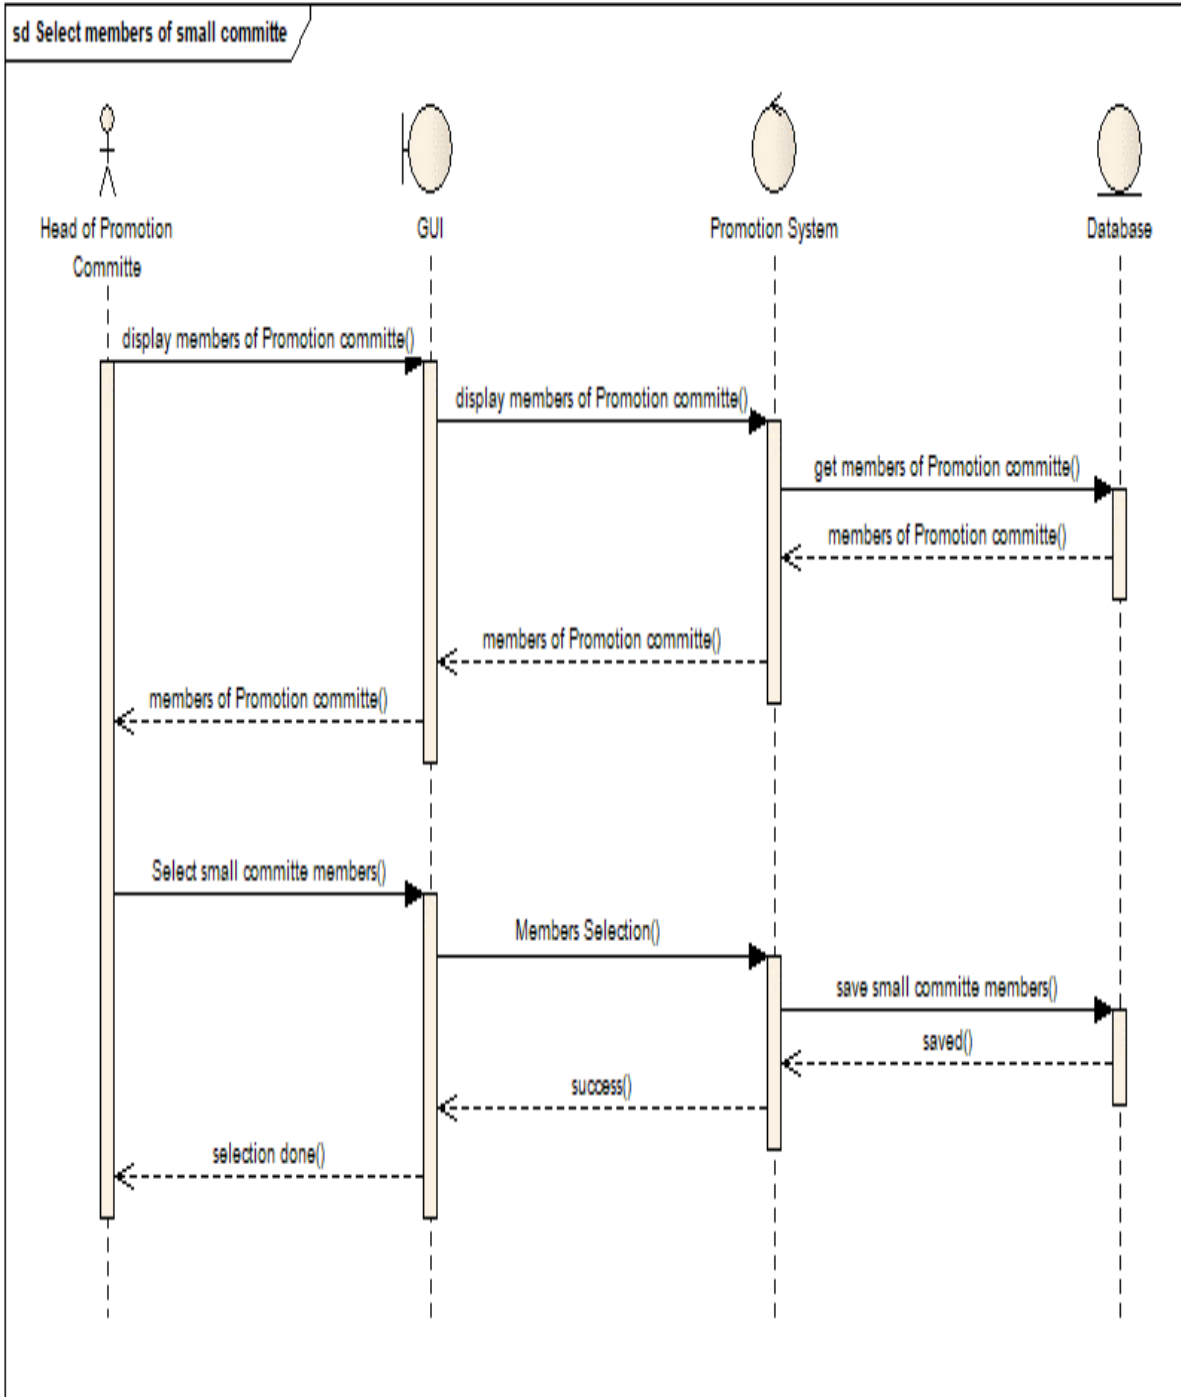 sd Select members of small committe
Head of Promotion
Committe
GUI
Promotion System
Database
display members of Promotion committe()
display members of Promotion committe()
get members of Promotion committe()
members of Promotion committe()
members of Promotion committe()
members of Promotion committe()
Select small committe members()
Members Selection()
save small committe members()
saved()
success()
selection done()